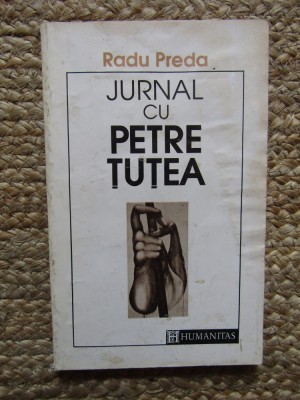 Radu Preda
JURNAL
CU
PETRE
ȚUȚEA
HUMANITAS